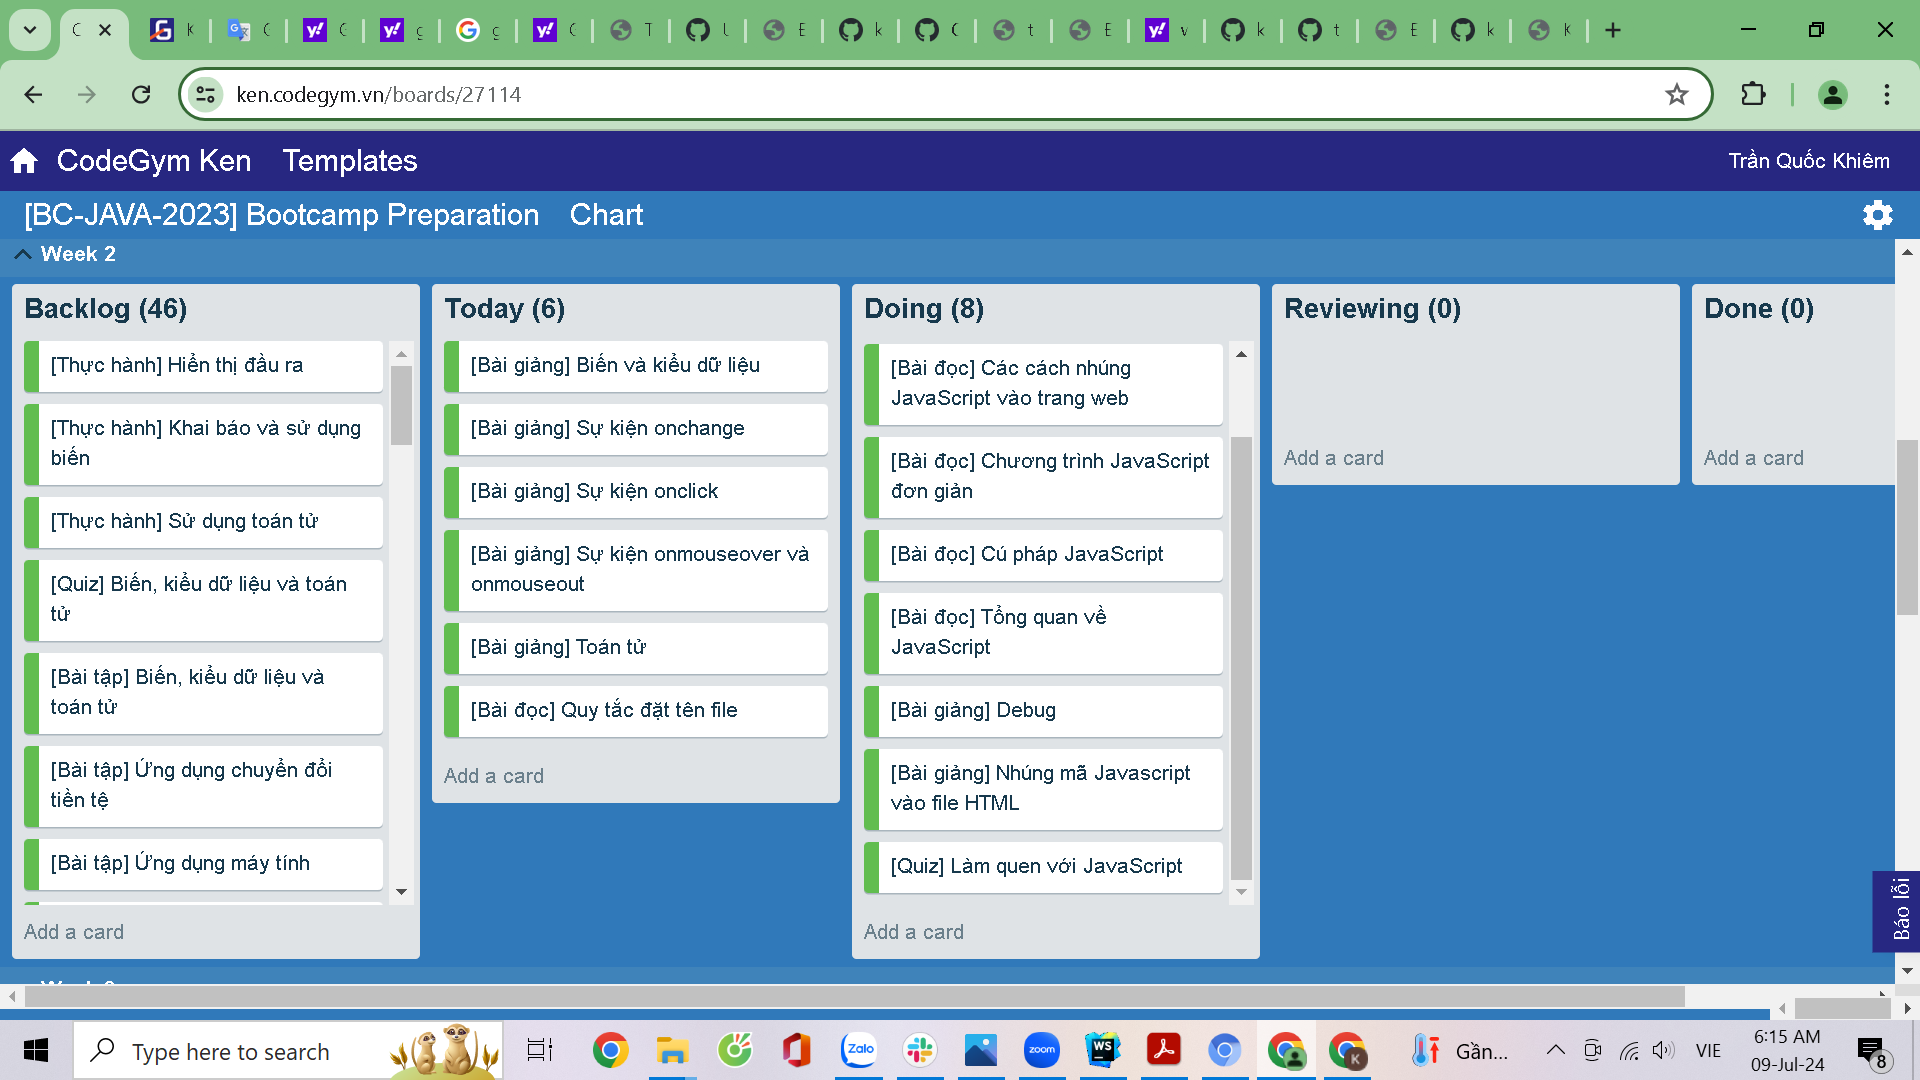 ken.codegym.vn/boards/27114
CodeGym Ken Templates Trần Quốc Khiêm
[BC-JAVA-2023] Bootcamp Preparation Chart
Week 2
Backlog (46)
[Thực hành] Hiển thị đầu ra
[Thực hành] Khai báo và sử dụng
biến
[Thực hành] Sử dụng toán tử
[Quiz] Biến, kiểu dữ liệu và toán
tử
[Bài tập] Biến, kiểu dữ liệu và
toán tử
[Bài tập] Ứng dụng chuyển đổi
tiền tệ
[Bài tập] Ứng dụng máy tính
Add a card
Today (6)
[Bài giảng] Biến và kiểu dữ liệu
[Bài giảng] Sự kiện onchange
[Bài giảng] Sự kiện onclick
[Bài giảng] Sự kiện onmouseover và
onmouseout
[Bài giảng] Toán tử
[Bài đọc] Quy tắc đặt tên file
Add a card
Doing (8)
[Bài đọc] Các cách nhúng
JavaScript vào trang web
[Bài đọc] Chương trình JavaScript
đơn giản
[Bài đọc] Cú pháp JavaScript
[Bài đọc] Tổng quan về
JavaScript
[Bài giảng] Debug
[Bài giảng] Nhúng mã Javascript
vào file HTML
[Quiz] Làm quen với JavaScript
Add a card
Reviewing (0)
Add a card
Done (0)
Add a card
Báo lỗi
Type here to search
Zalo
zoom
WS
K
Gần...
VIE
6:15 AM
09-Jul-24
8